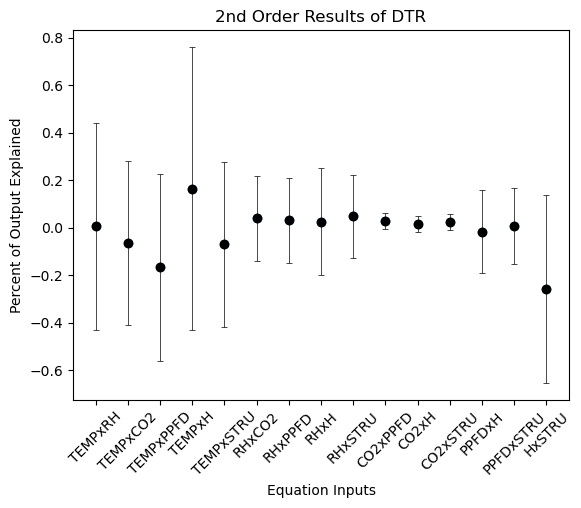 2nd Order Results of DTR
Percent of Output Explained
0.8
0.6
0.4
0.2
0.0
−0.2
−0.4
−0.6
TEMPxRH
TEMPxCO2
TEMPxPPFD
TEMPxH
TEMPxSTRU
RHxCO2
RHxPPFD
RHxH
RHxSTRU
CO2xPPFD
CO2xH
CO2xSTRU
PPFDxH
PPFDxSTRU
HxSTRU
Equation Inputs